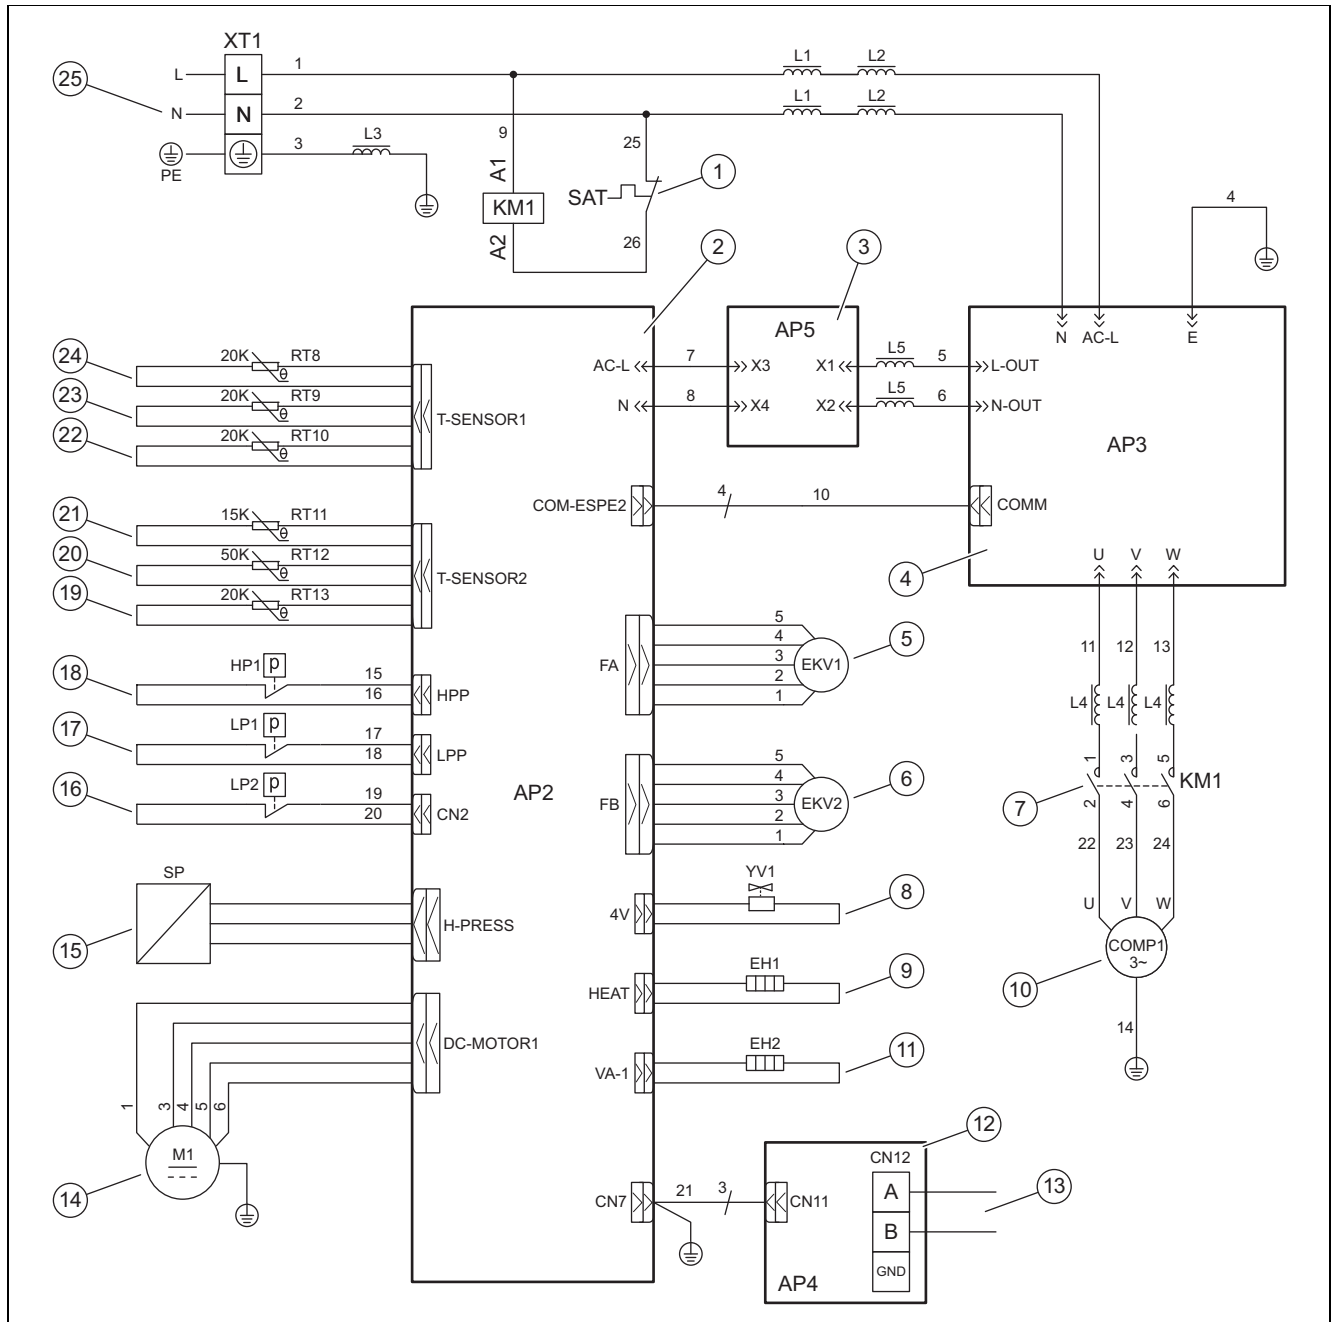 XT1
25
L
L
1
L1
L2
N
N
2
L1
L2
PE
3
L3
9
A1
KM1
A2
25
SAT
26
1
4
2
3
AP5
N
AC-L
E
24
20K
RT8
23
20K
RT9
22
20K
RT10
T-SENSOR1
AC-L
7
X3
X1
L5
5
L-OUT
N
8
X4
X2
L5
6
N-OUT
AP3
21
15K
RT11
20
50K
RT12
19
20K
RT13
T-SENSOR2
COM-ESPE2
4
10
COMM
4
U
V
W
18
HP1
p
15
16
HPP
17
LP1
p
17
18
LPP
16
LP2
p
19
20
CN2
AP2
FA
5
4
3
2
1
EKV1
5
FB
5
4
3
2
1
EKV2
6
11
12
13
L4
L4
L4
1
3
5
KM1
7
2
4
6
22
23
24
U
V
W
COMP1
3~
10
14
SP
15
H-PRESS
4V
YV1
8
HEAT
EH1
9
DC-MOTOR1
VA-1
EH2
11
1
3
4
5
6
M1
14
CN7
21
3
CN11
12
CN12
A
B
GND
13
AP4